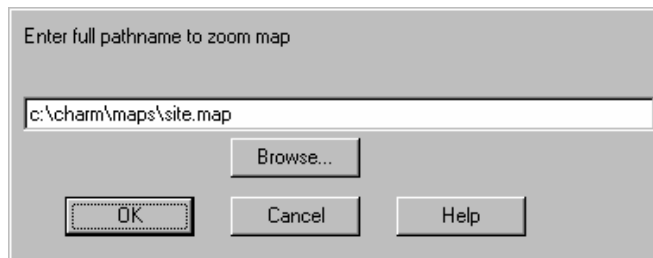 Enter full pathname to zoom map
c:\charm\maps\site.map
Browse...
OK Cancel Help